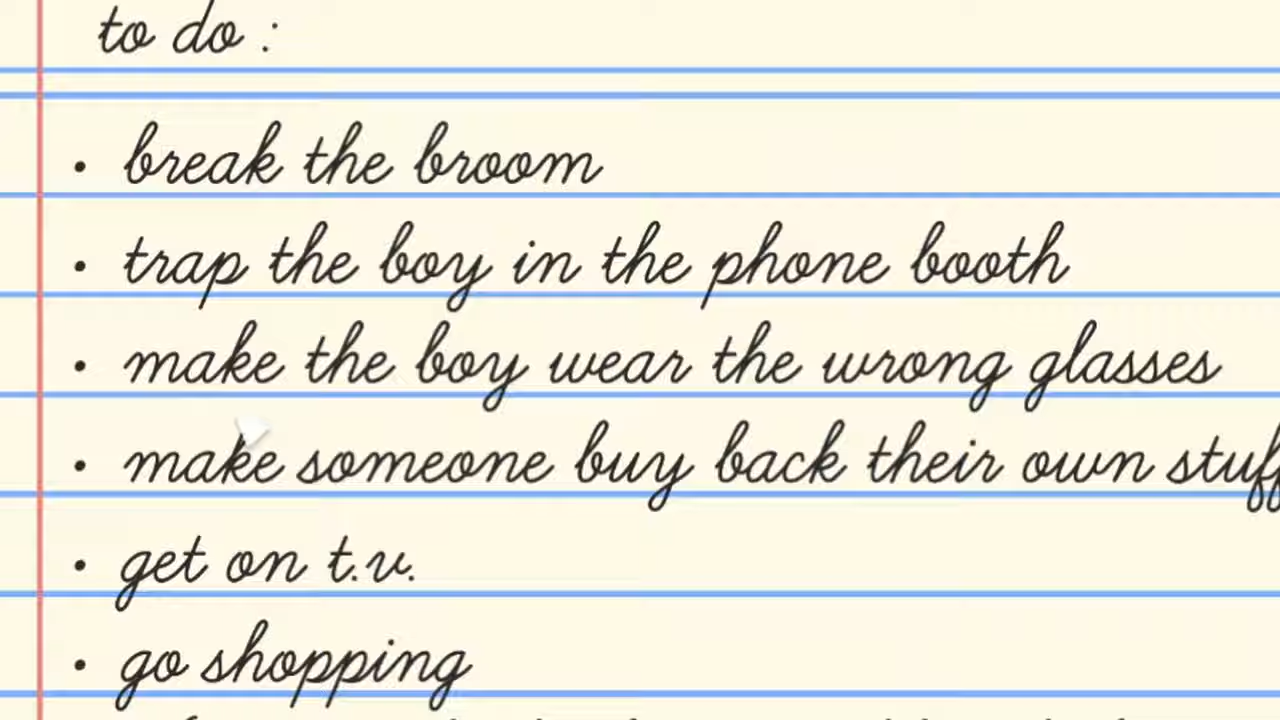 to do :
• break the broom
• trap the boy in the phone booth
• make the boy wear the wrong glasses
• make someone buy back their own stuff
• get on t.v.
• go shopping